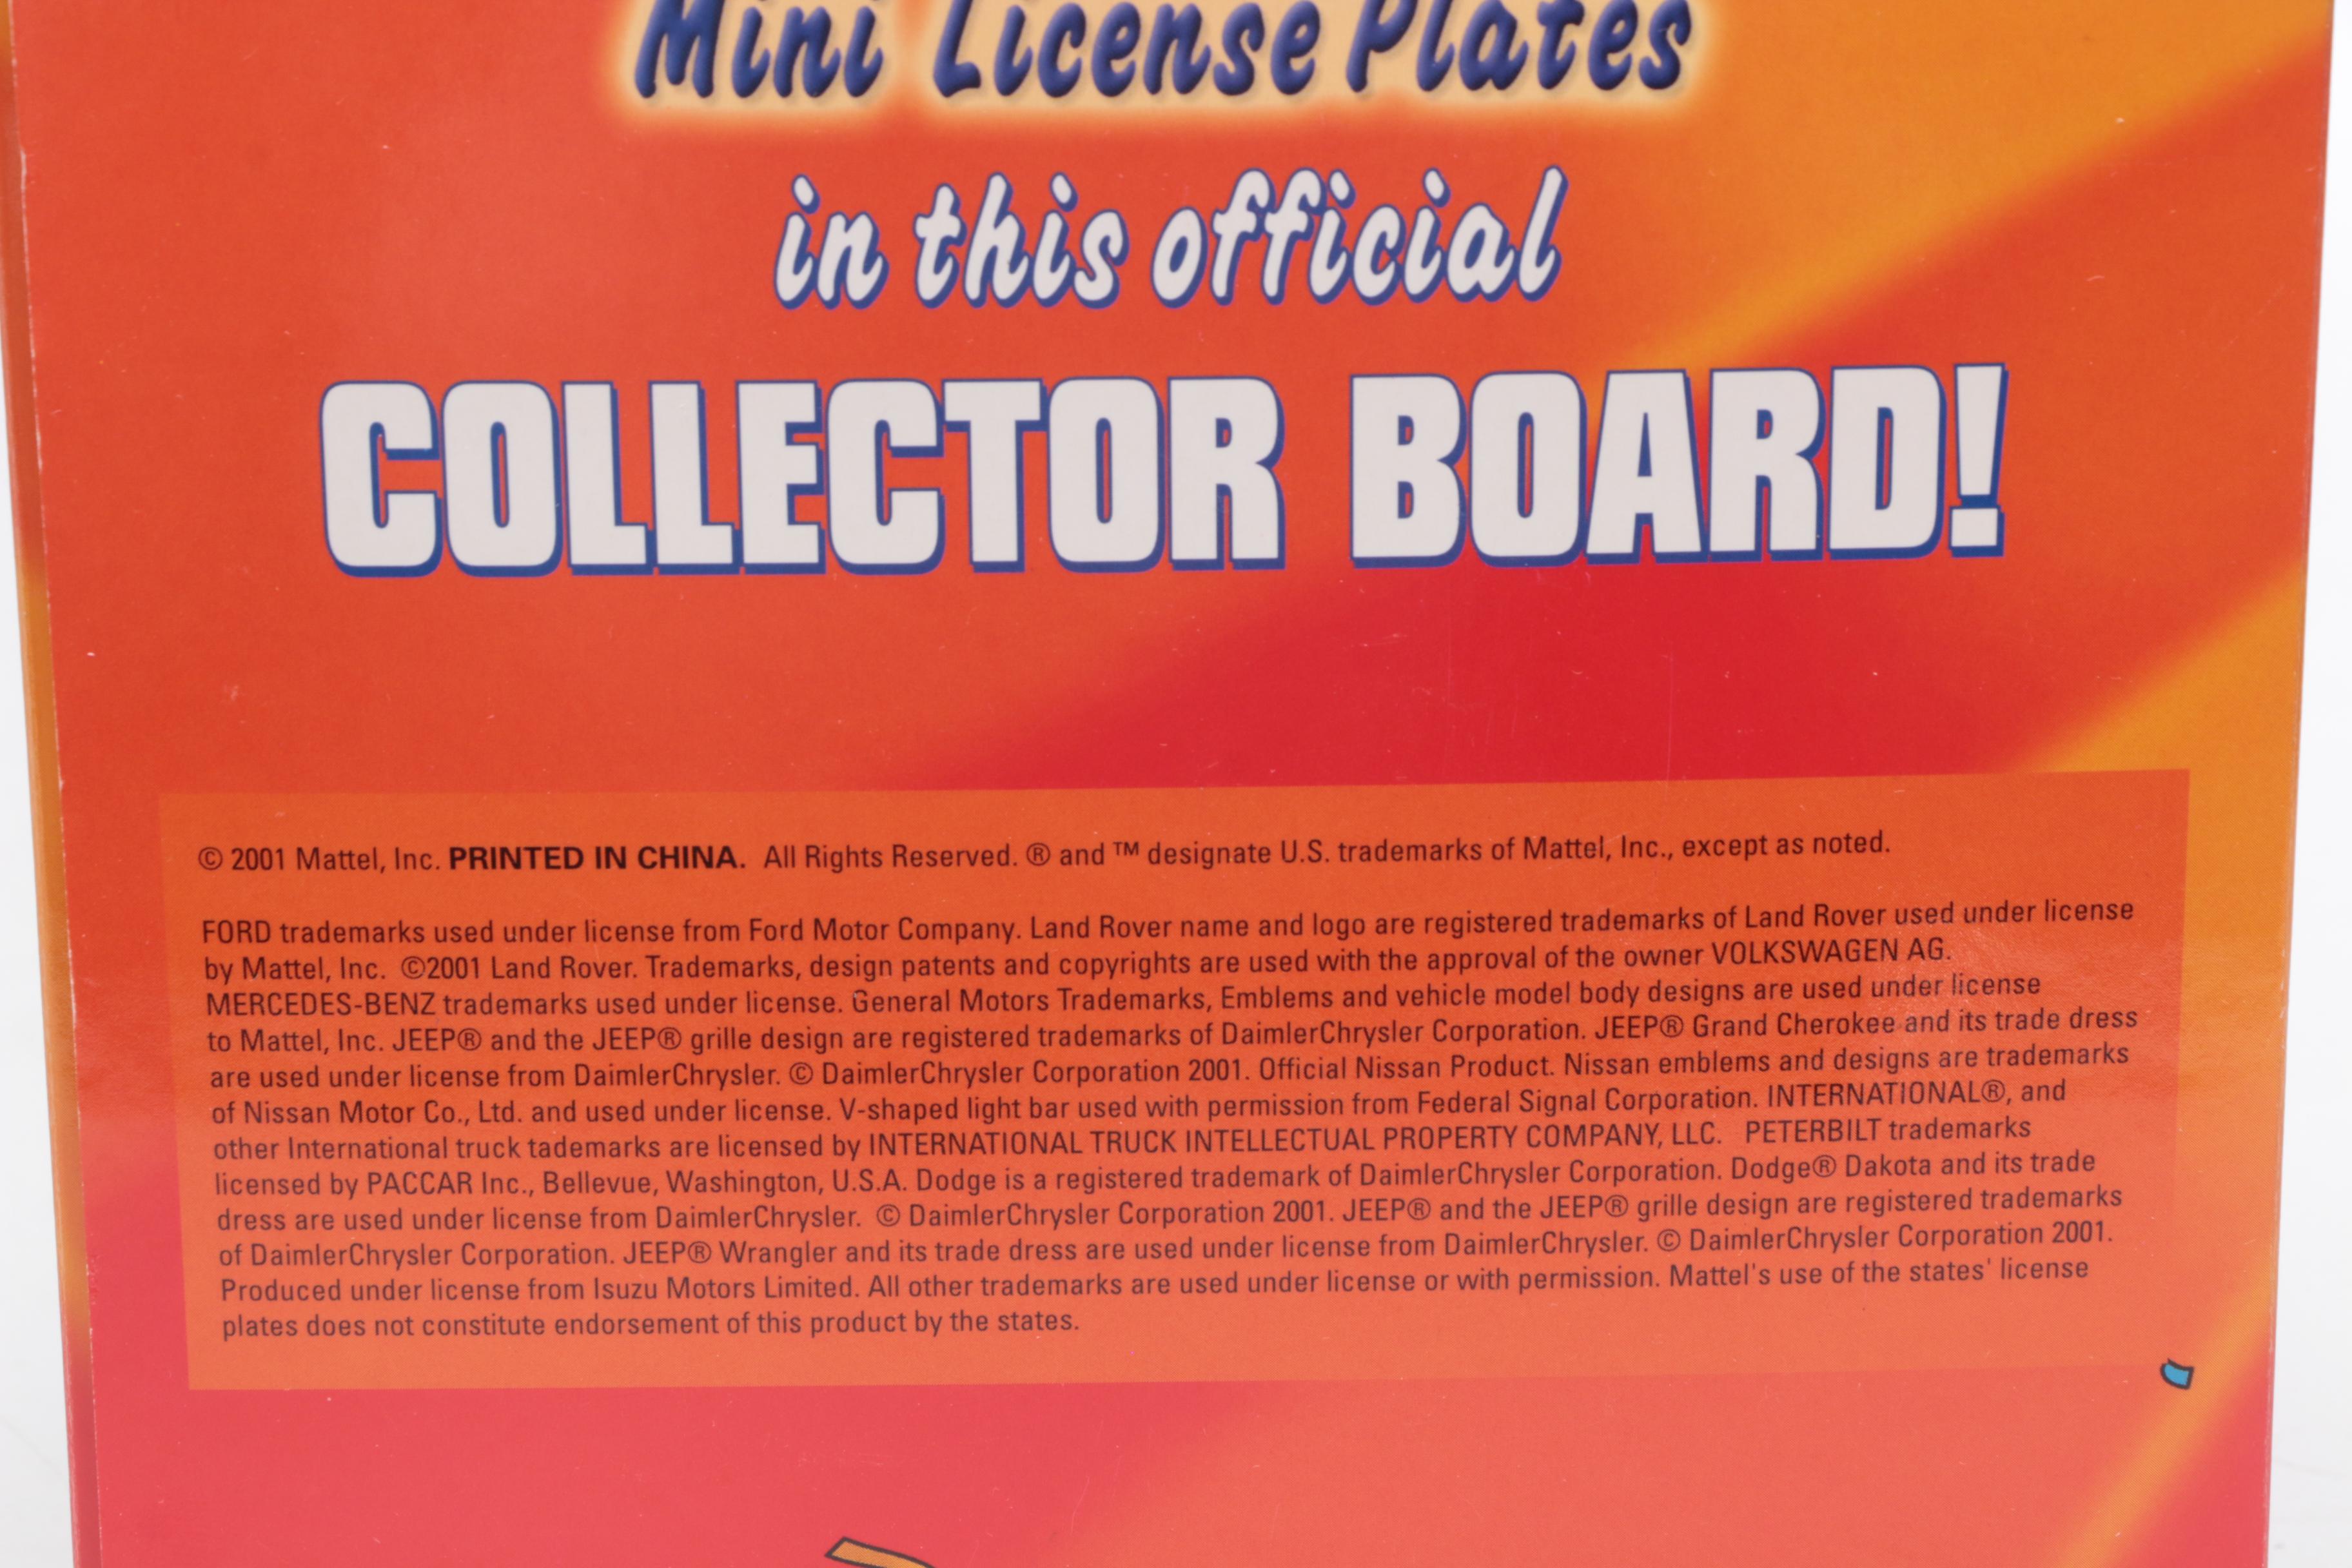 Mini License Plates
in this official
COLLECTOR BOARD!
© 2001 Mattel, Inc. PRINTED IN CHINA. All Rights Reserved. ® and ™ designate U.S. trademarks of Mattel, Inc., except as noted.
FORD trademarks used under license from Ford Motor Company. Land Rover name and logo are registered trademarks of Land Rover used under license
by Mattel, Inc. ©2001 Land Rover. Trademarks, design patents and copyrights are used with the approval of the owner VOLKSWAGEN AG.
MERCEDES-BENZ trademarks used under license. General Motors Trademarks, Emblems and vehicle model body designs are used under license
to Mattel, Inc. JEEP® and the JEEP® grille design are registered trademarks of DaimlerChrysler Corporation. JEEP® Grand Cherokee and its trade dress
are used under license from DaimlerChrysler. © DaimlerChrysler Corporation 2001. Official Nissan Product. Nissan emblems and designs are trademarks
of Nissan Motor Co., Ltd. and used under license. V-shaped light bar used with permission from Federal Signal Corporation. INTERNATIONAL®, and
other International truck tademarks are licensed by INTERNATIONAL TRUCK INTELLECTUAL PROPERTY COMPANY, LLC. PETERBILT trademarks
licensed by PACCAR Inc., Bellevue, Washington, U.S.A. Dodge is a registered trademark of DaimlerChrysler Corporation. Dodge® Dakota and its trade
dress are used under license from DaimlerChrysler. © DaimlerChrysler Corporation 2001. JEEP® and the JEEP® grille design are registered trademarks
of DaimlerChrysler Corporation. JEEP® Wrangler and its trade dress are used under license from DaimlerChrysler. © DaimlerChrysler Corporation 2001.
Produced under license from Isuzu Motors Limited. All other trademarks are used under license or with permission. Mattel's use of the states' license
plates does not constitute endorsement of this product by the states.